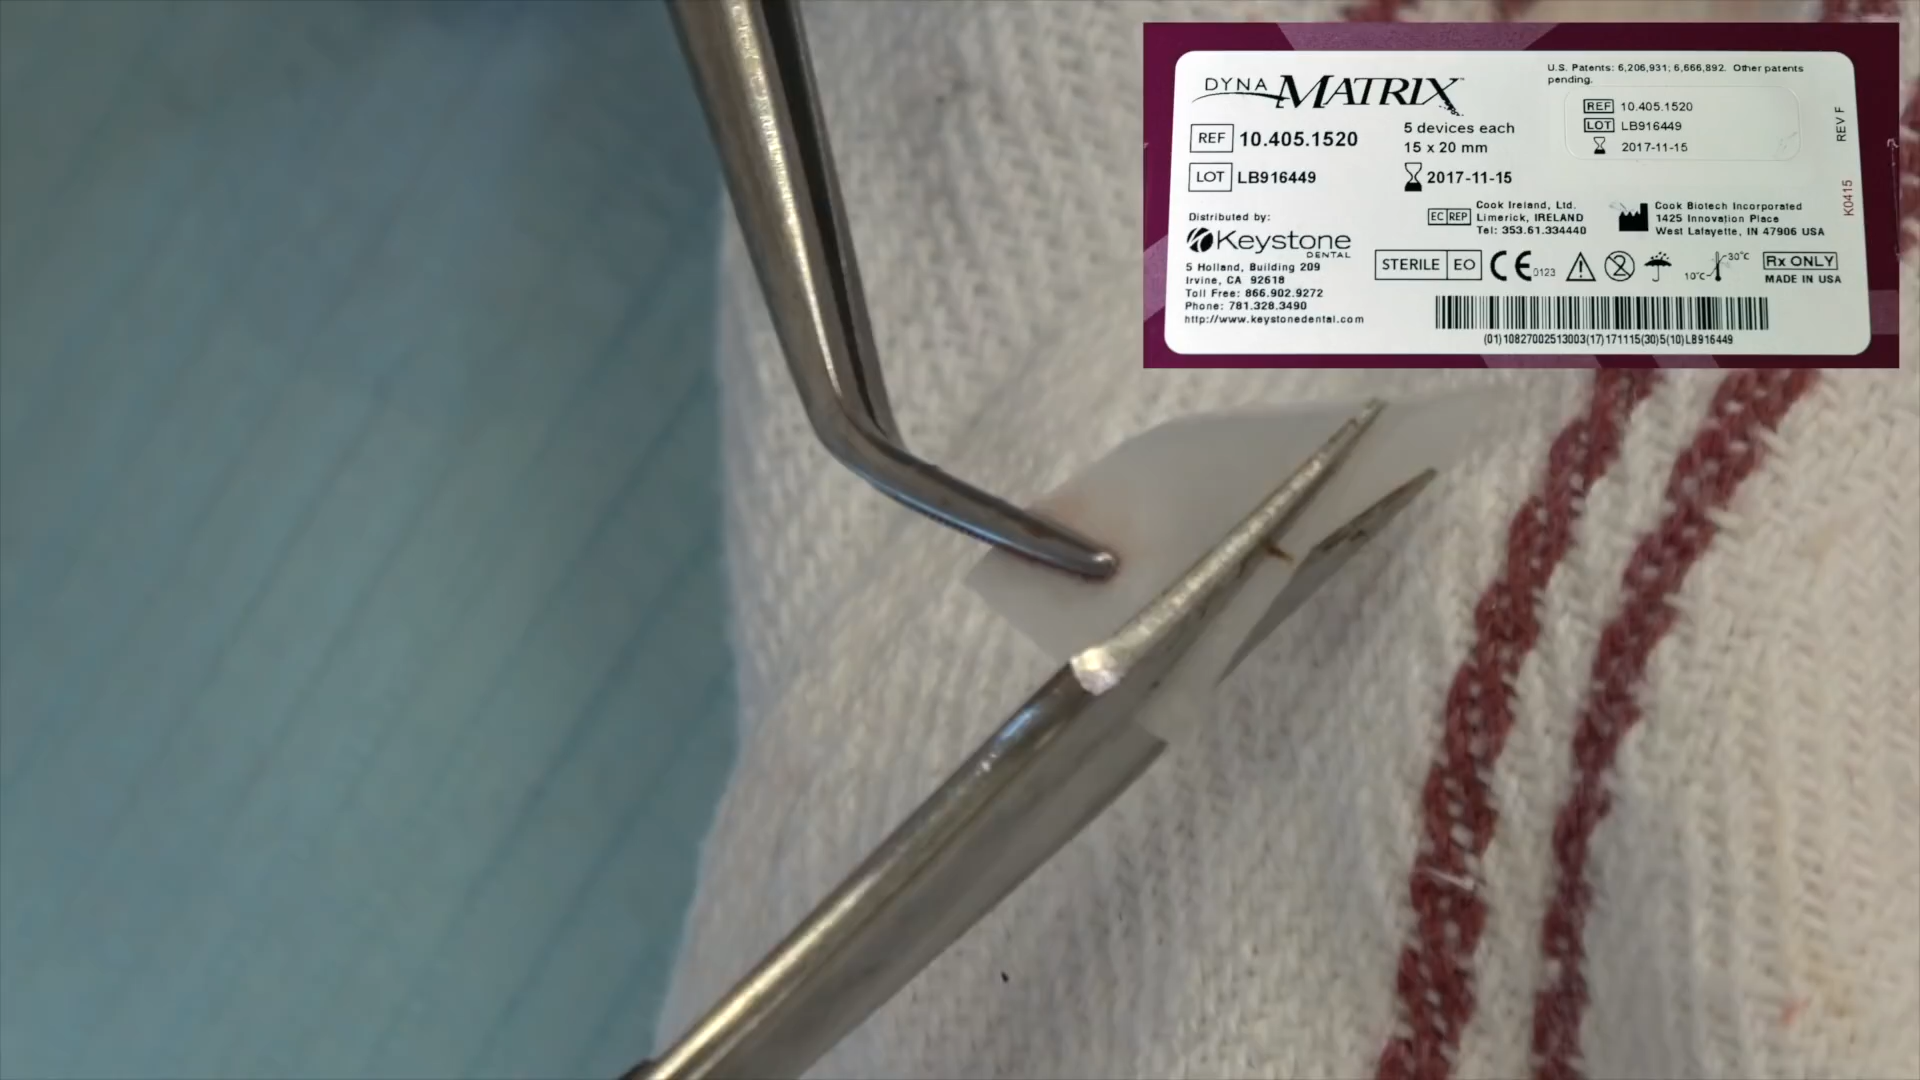 DYNAMATRIX™
U.S. Patents: 6,206,931; 6,666,892. Other patents
pending.
REF 10.405.1520
LOT LB916449
5 devices each
15 x 20 mm
2017-11-15
REF 10.405.1520
LOT LB916449
2017-11-15
REV F
K0415
Distributed by:
Keystone
DENTAL
5 Holland, Building 209
Irvine, CA 92618
Toll Free: 866.902.9272
Phone: 781.328.3490
http://www.keystonedental.com
EC REP
Cook Ireland, Ltd.
Limerick, IRELAND
Tel: 353.61.334440
Cook Biotech Incorporated
1425 Innovation Place
West Lafayette, IN 47906 USA
STERILE EO
CE 0123
2
10°C
30°C
Rx ONLY
MADE IN USA
(01)10827002513003(17)171115(30)5(10)LB916449